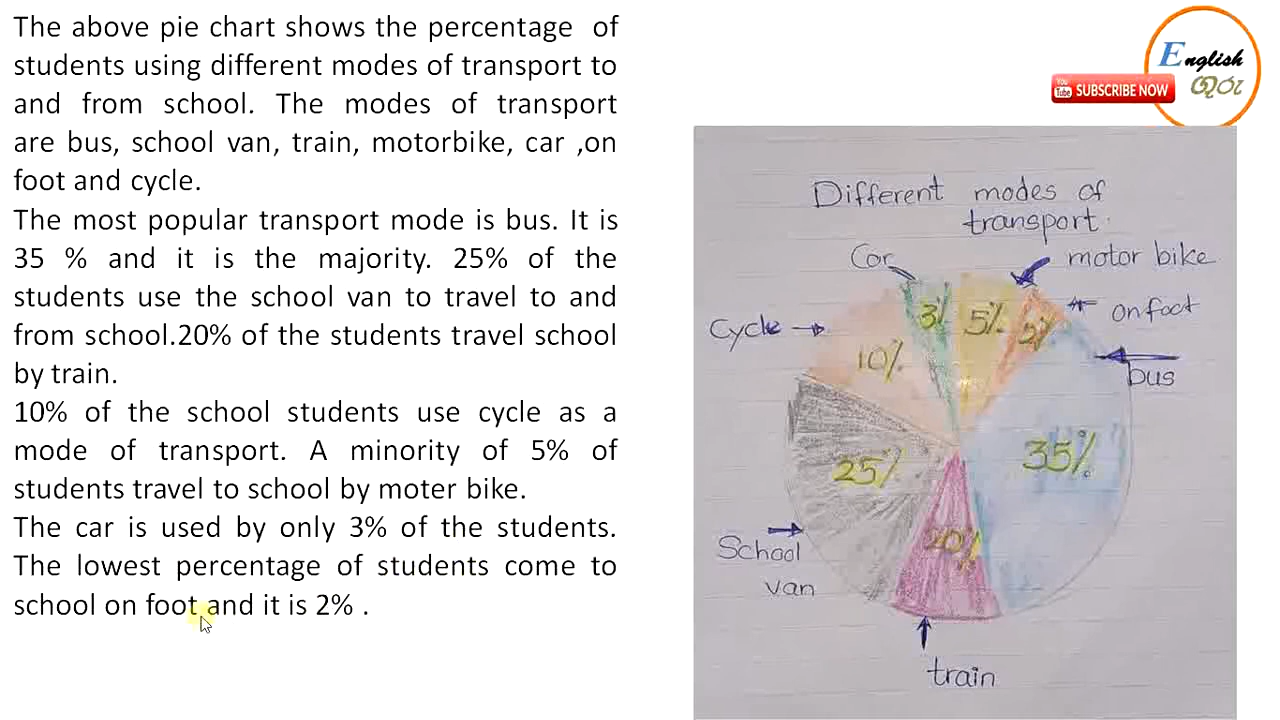 The above pie chart shows the percentage of
students using different modes of transport to
and from school. The modes of transport
are bus, school van, train, motorbike, car ,on
foot and cycle.
The most popular transport mode is bus. It is
35 % and it is the majority. 25% of the
students use the school van to travel to and
from school.20% of the students travel school
by train.
10% of the school students use cycle as a
mode of transport. A minority of 5% of
students travel to school by moter bike.
The car is used by only 3% of the students.
The lowest percentage of students come to
school on foot and it is 2% .
English
ගුරු
You
Tube
SUBSCRIBE NOW
Different modes of
transport.
Car
motor bike
on foot
Cycle
3%
5%
2%
10%
bus
25%
35%
20%
School
van
train